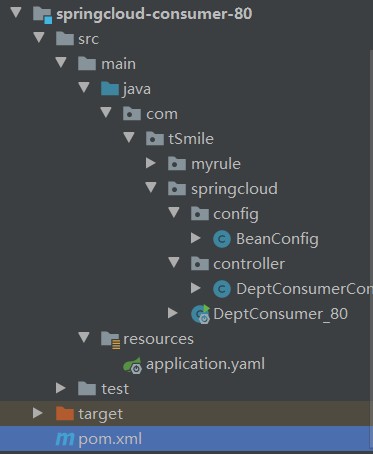 springcloud-consumer-80
src
main
java
com
tSmile
myrule
springcloud
config
BeanConfig
controller
DeptConsumerCon
DeptConsumer_80
resources
application.yaml
test
target
pom.xml